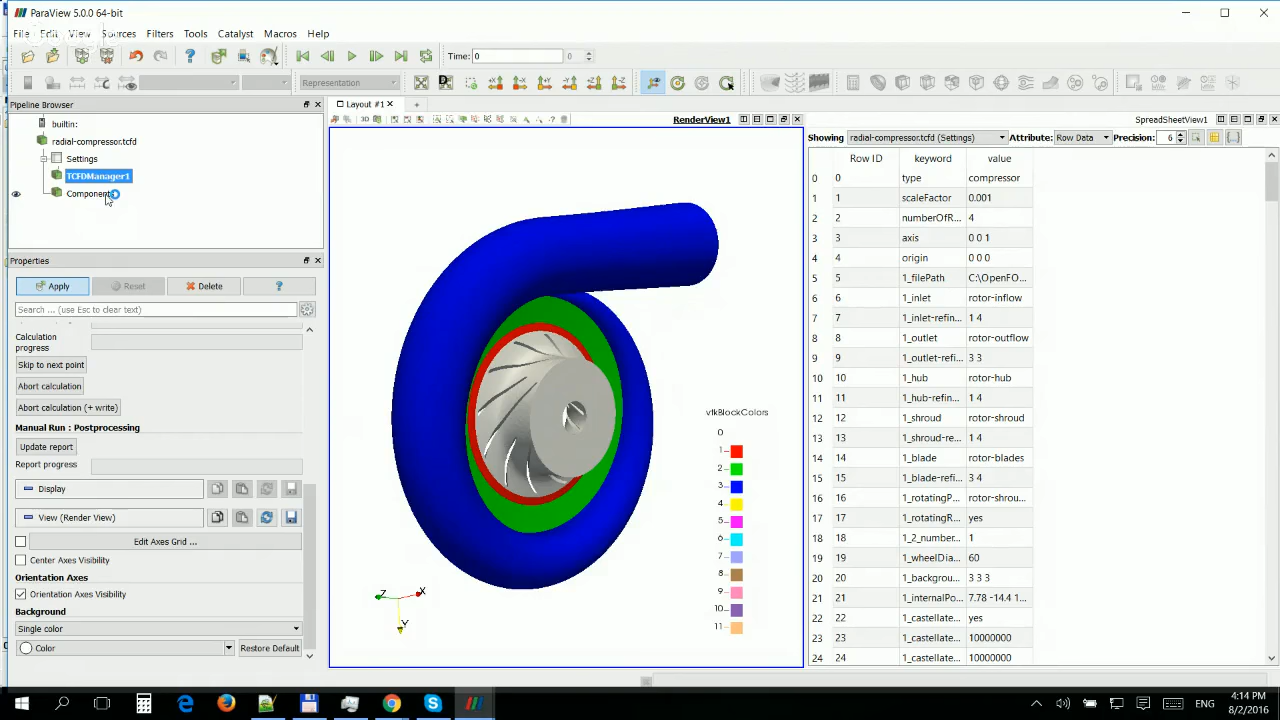 ParaView 5.0.0 64-bit
File Edit View Sources Filters Tools Catalyst Macros Help
Time: 0 0
Representation
Pipeline Browser
builtin:
radial-compressor.tcfd
Settings
TCFDManager1
Components
Properties
Apply Reset Delete ?
Search ... (use Esc to clear text)
Calculation
progress
Skip to next point
Abort calculation
Abort calculation (+ write)
Manual Run : Postprocessing
Update report
Report progress
Display
View (Render View)
Edit Axes Grid ...
Center Axes Visibility
Orientation Axes
Orientation Axes Visibility
Background
Single color
Color Restore Default
Layout #1
3D
RenderView1
vtkBlockColors
0
1
2
3
4
5
6
7
8
9
10
11
Z X
Y
SpreadSheetView1
Showing radial-compressor.tcfd (Settings) Attribute: Row Data Precision: 6
Row ID keyword value
0 0 type compressor
1 1 scaleFactor 0.001
2 2 numberOfR... 4
3 3 axis 0 0 1
4 4 origin 0 0 0
5 5 1_filePath C:\OpenFO...
6 6 1_inlet rotor-inflow
7 7 1_inlet-refin... 1 4
8 8 1_outlet rotor-outflow
9 9 1_outlet-refi... 3 3
10 10 1_hub rotor-hub
11 11 1_hub-refin... 1 4
12 12 1_shroud rotor-shroud
13 13 1_shroud-re... 1 4
14 14 1_blade rotor-blades
15 15 1_blade-refin... 3 4
16 16 1_rotatingP... rotor-shrou...
17 17 1_rotatingR... yes
18 18 1_2_number... 1
19 19 1_wheelDia... 60
20 20 1_backgrou... 3 3 3
21 21 1_internalPo... 7.78 -14.4 1...
22 22 1_castellate... yes
23 23 1_castellate... 10000000
24 24 1_castellate... 10000000
ENG
4:14 PM
8/2/2016